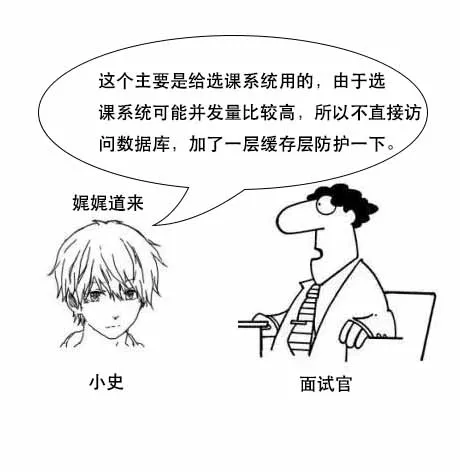 这个主要是给选课系统用的，由于选
课系统可能并发量比较高，所以不直接访
问数据库，加了一层缓存层防护一下。
娓娓道来
小史
面试官